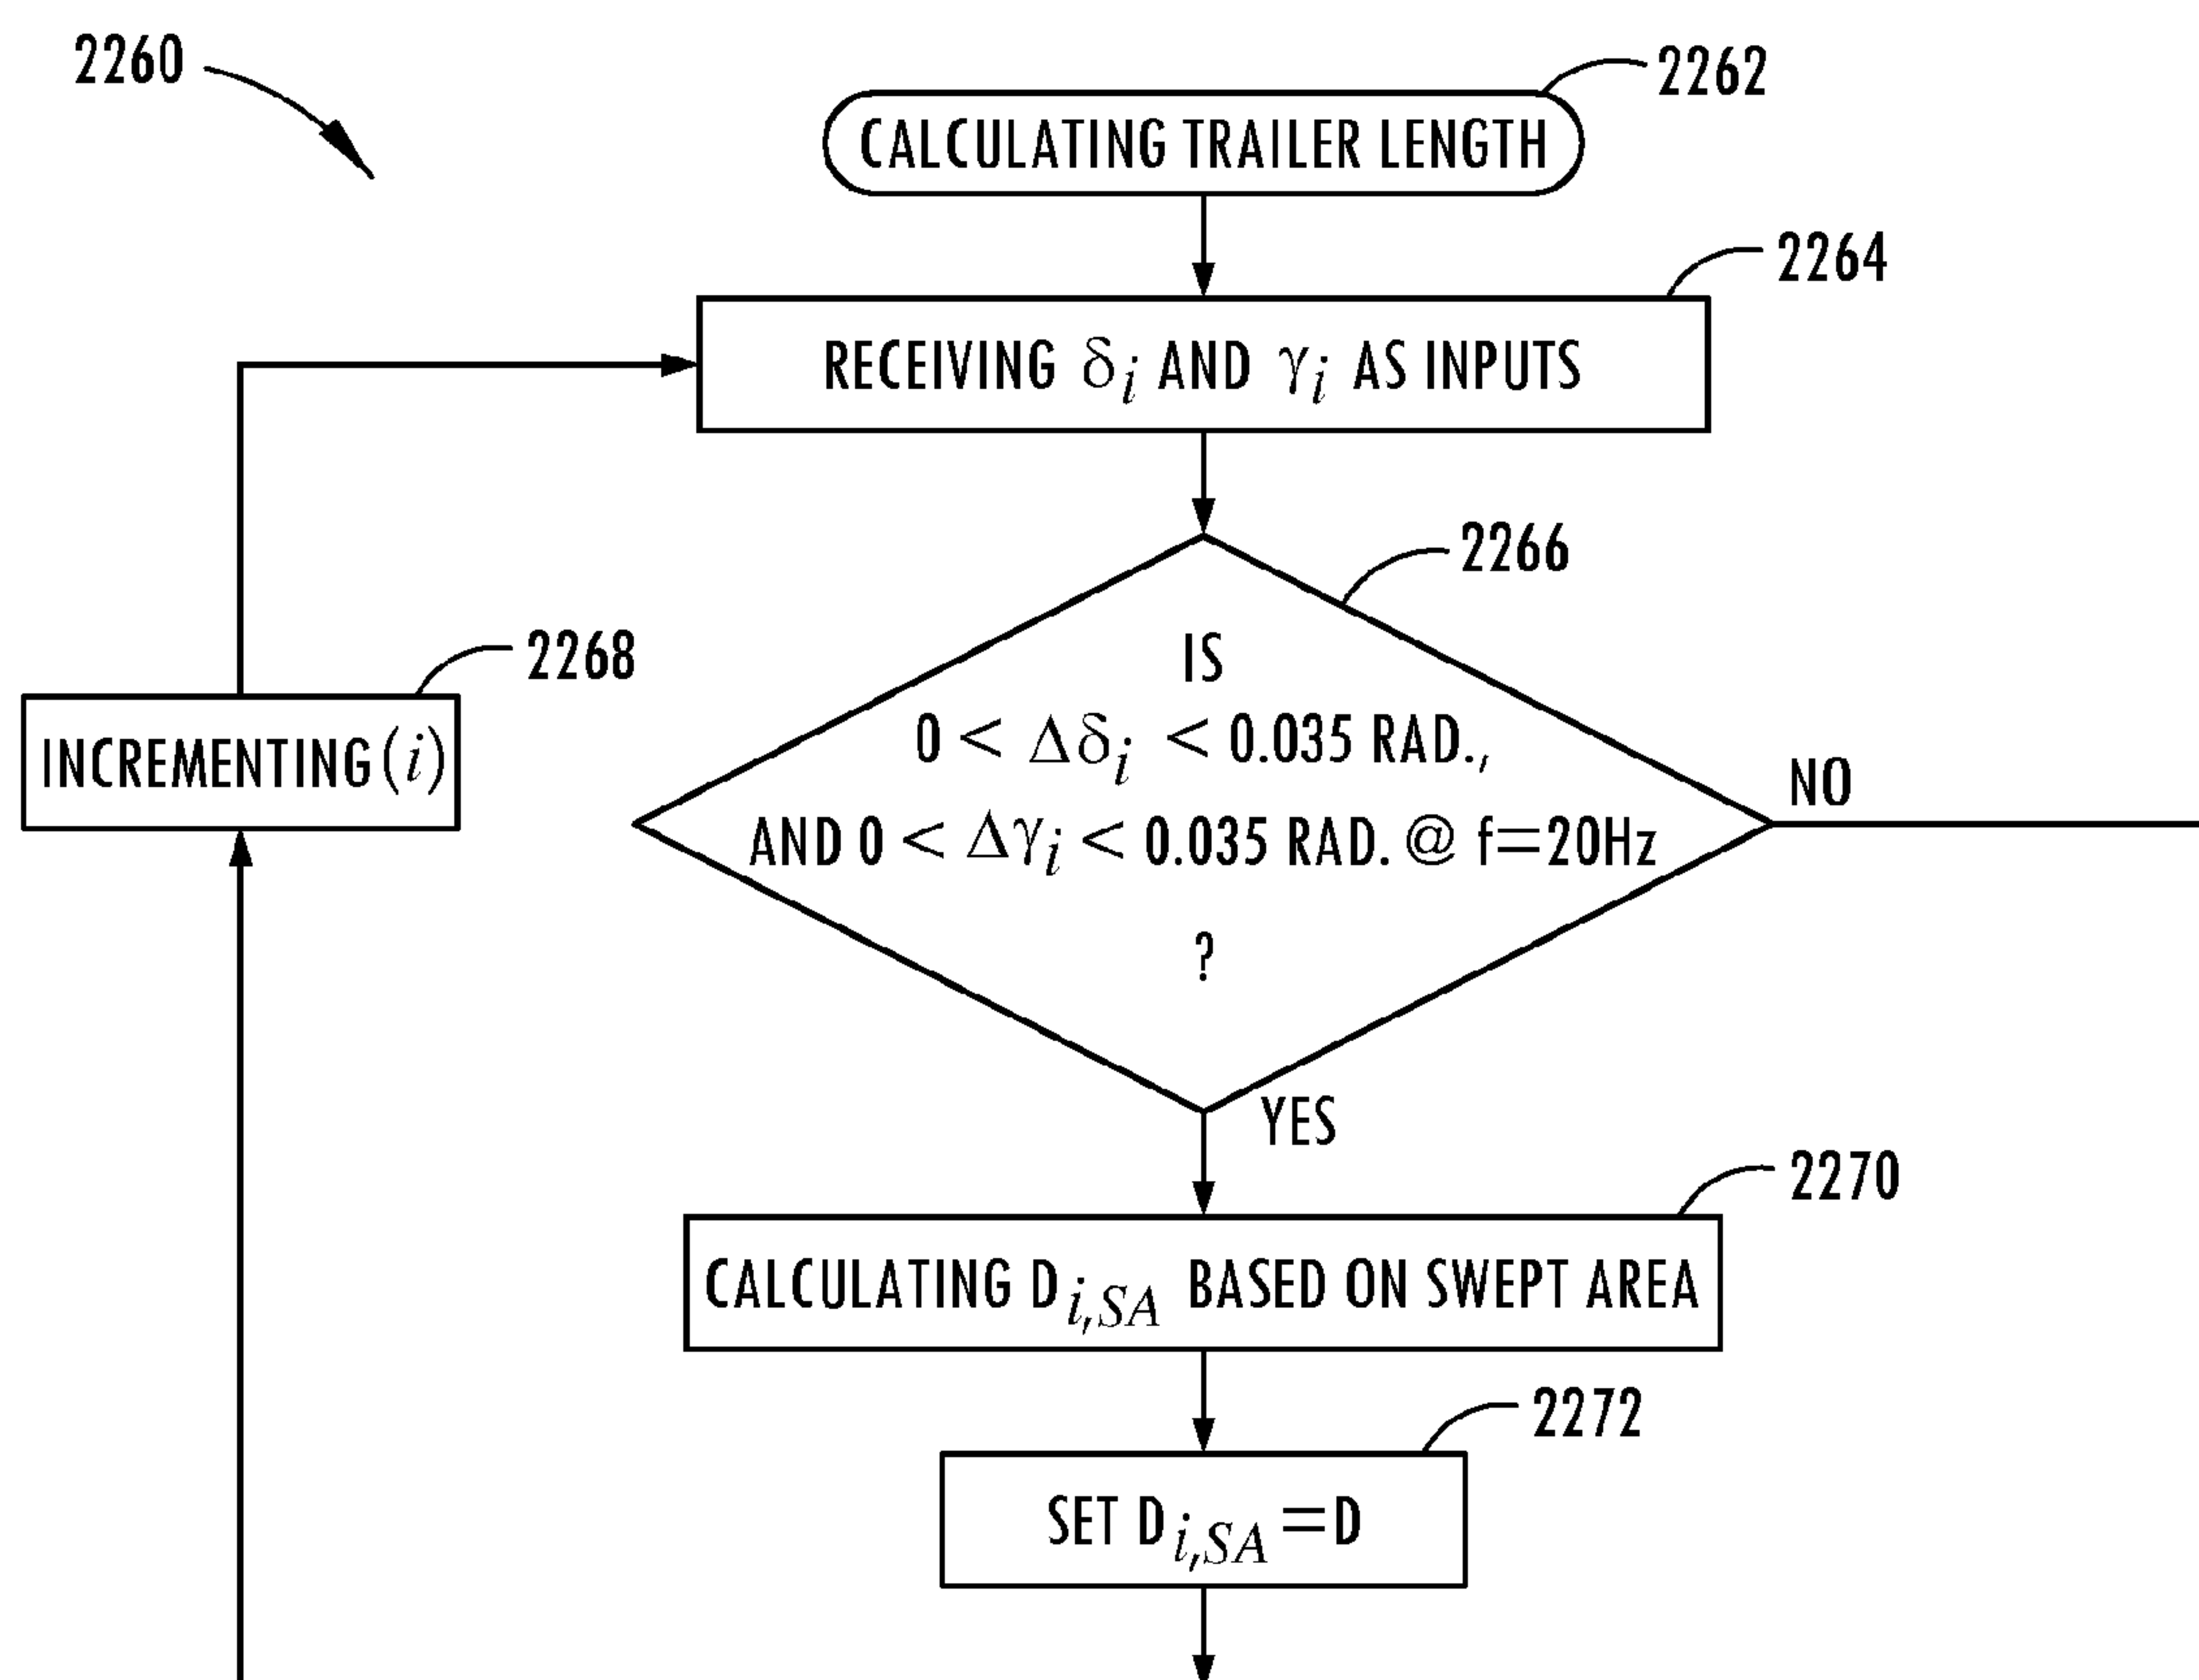 2260
2262
CALCULATING TRAILER LENGTH
2264
RECEIVING δi AND γi AS INPUTS
2266
2268
IS
0 < Δδi < 0.035 RAD.,
INCREMENTING (i)
NO
AND 0 < Δγi < 0.035 RAD. @ f=20Hz
?
YES
2270
CALCULATING Di,SA BASED ON SWEPT AREA
2272
SET Di,SA=D